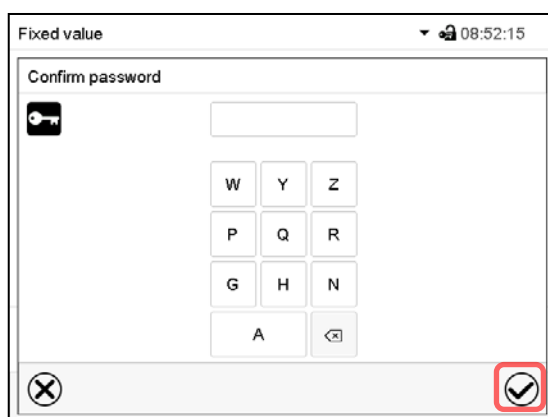 Fixed value 08:52:15
Confirm password
W Y Z
P Q R
G H N
A